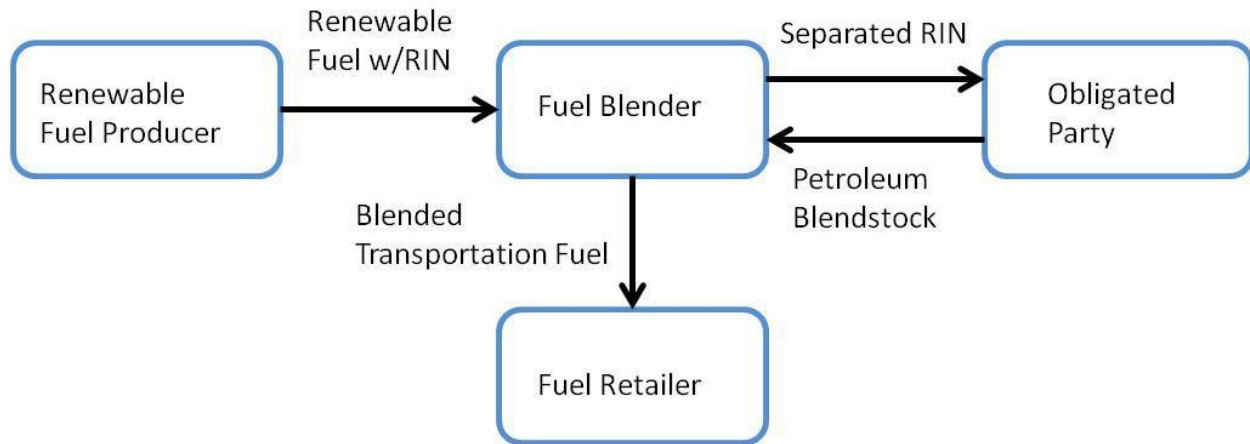 Renewable
Fuel Producer
Renewable
Fuel w/RIN
Fuel Blender
Separated RIN
Obligated
Party
Petroleum
Blendstock
Blended
Transportation Fuel
Fuel Retailer